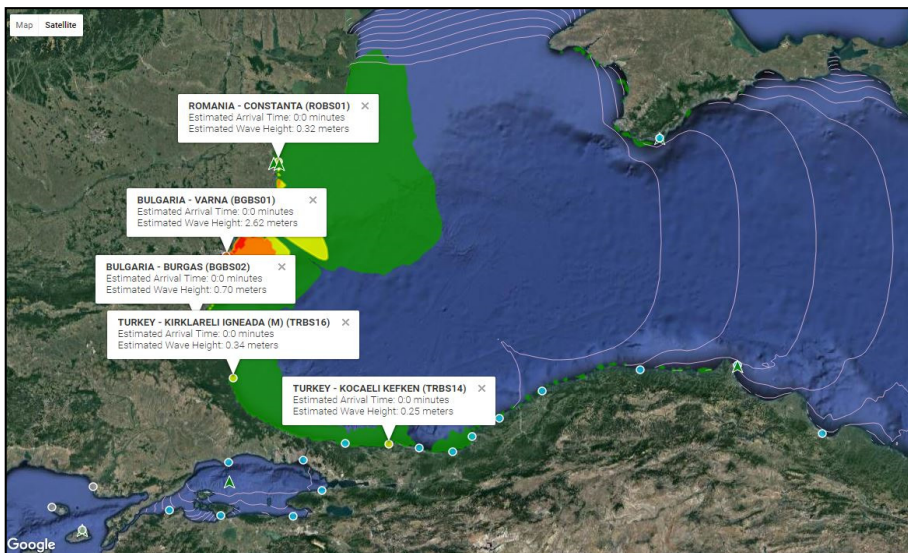 Map Satellite
ROMANIA - CONSTANTA (ROBS01) ×
Estimated Arrival Time: 0:0 minutes
Estimated Wave Height: 0.32 meters
BULGARIA - VARNA (BGBS01) ×
Estimated Arrival Time: 0:0 minutes
Estimated Wave Height: 2.62 meters
BULGARIA - BURGAS (BGBS02) ×
Estimated Arrival Time: 0:0 minutes
Estimated Wave Height: 0.70 meters
TURKEY - KIRKLARELI IGNEADA (M) (TRBS16) ×
Estimated Arrival Time: 0:0 minutes
Estimated Wave Height: 0.34 meters
TURKEY - KOCAELI KEFKEN (TRBS14) ×
Estimated Arrival Time: 0:0 minutes
Estimated Wave Height: 0.25 meters
Google